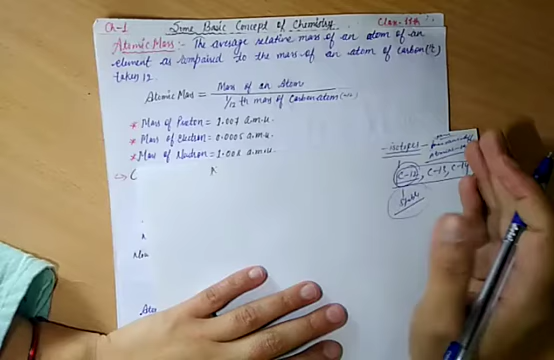 Ch-1 Some Basic Concept of Chemistry Class-11th
Atomic Mass:- The average relative mass of an atom of an
element as compaired to the mass of an atom of carbon(12)
taken 12.
Atomic Mass = Mass of an Atom
1/12 th mass of Carbon atom
* Mass of Proton = 1.007 a.m.u.
* Mass of Electron = 0.0005 a.m.u.
* Mass of Neutron = 1.008 a.m.u.
- isotopes -
C-12, C-13, C-14
Stable